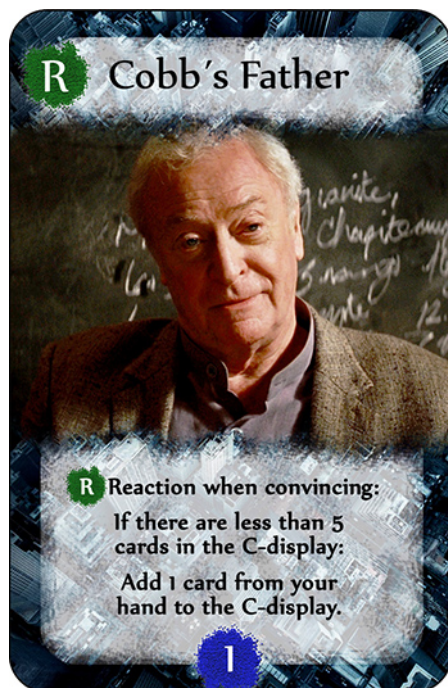 R Cobb´s Father
R Reaction when convincing:
If there are less than 5
cards in the C-display:
Add 1 card from your
hand to the C-display.
1